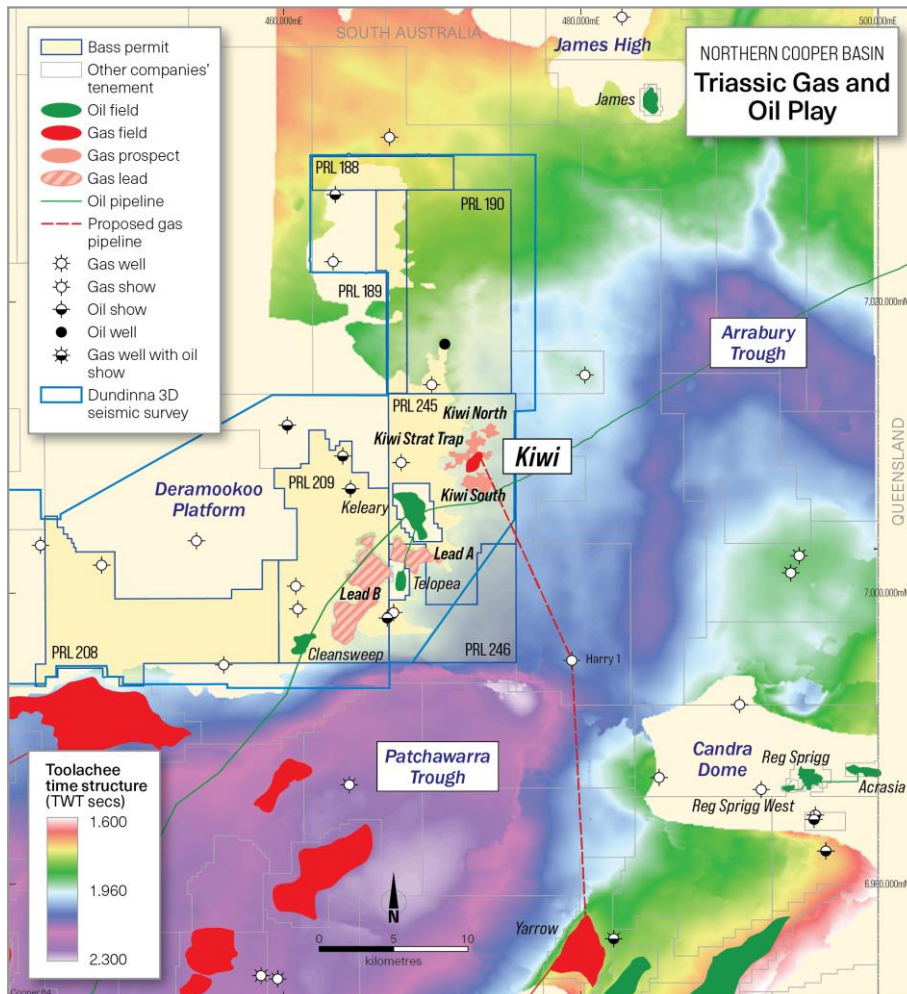 460,000mE
480,000mE
500,000mE
SOUTH AUSTRALIA
James High
NORTHERN COOPER BASIN
Triassic Gas and
Oil Play
Bass permit
Other companies'
tenement
Oil field
Gas field
Gas prospect
Gas lead
Oil pipeline
Proposed gas
pipeline
Gas well
Gas show
Oil show
Oil well
Gas well with oil
show
Dundinna 3D
seismic survey
James
PRL 188
PRL 190
PRL 189
7,020,000mN
Arrabury
Trough
PRL 245
Kiwi North
Kiwi Strat Trap
Kiwi
QUEENSLAND
PRL 209
Deramookoo
Platform
Kiwi South
Keleary
Lead A
Telopea
Lead B
7,000,000mN
Cleansweep
PRL 208
PRL 246
Harry 1
Candra
Dome
Reg Sprigg
Acrasia
Reg Sprigg West
Patchawarra
Trough
Toolachee
time structure
(TWT secs)
1.600
1.960
2.300
6,980,000mN
N
0 5 10
kilometres
Yarrow